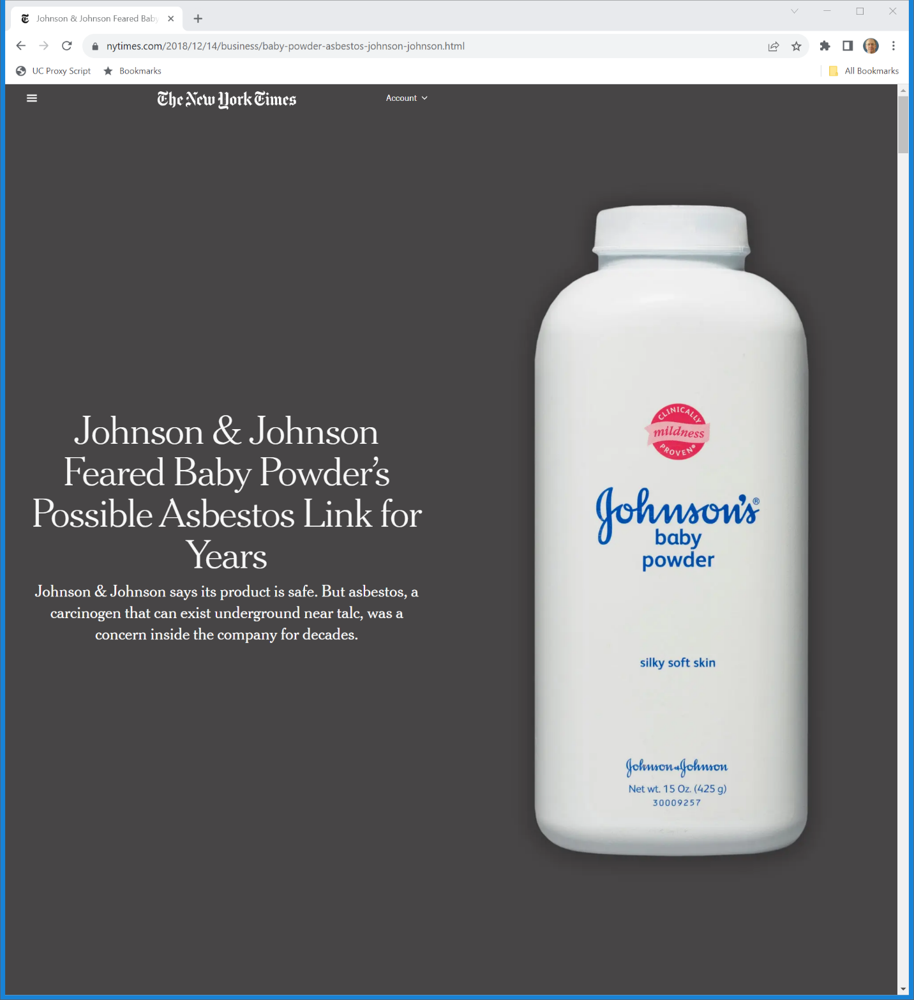 Johnson & Johnson Feared Baby
nytimes.com/2018/12/14/business/baby-powder-asbestos-johnson-johnson.html
UC Proxy Script Bookmarks All Bookmarks
The New York Times Account
Johnson & Johnson
Feared Baby Powder's
Possible Asbestos Link for
Years
Johnson & Johnson says its product is safe. But asbestos, a
carcinogen that can exist underground near talc, was a
concern inside the company for decades.
CLINICALLY
mildness
PROVEN®
Johnson's®
baby
powder
silky soft skin
Johnson & Johnson
Net wt. 15 Oz. (425 g)
30009257